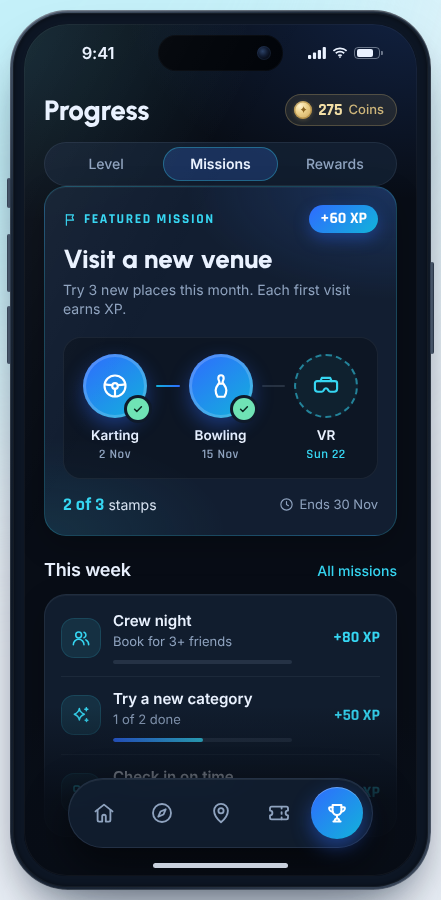 9:41
Progress
275 Coins
Level Missions Rewards
FEATURED MISSION
+60 XP
Visit a new venue
Try 3 new places this month. Each first visit
earns XP.
Karting Bowling VR
2 Nov 15 Nov Sun 22
2 of 3 stamps
Ends 30 Nov
This week
All missions
Crew night
Book for 3+ friends
+80 XP
Try a new category
1 of 2 done
+50 XP
Check in on time
XP